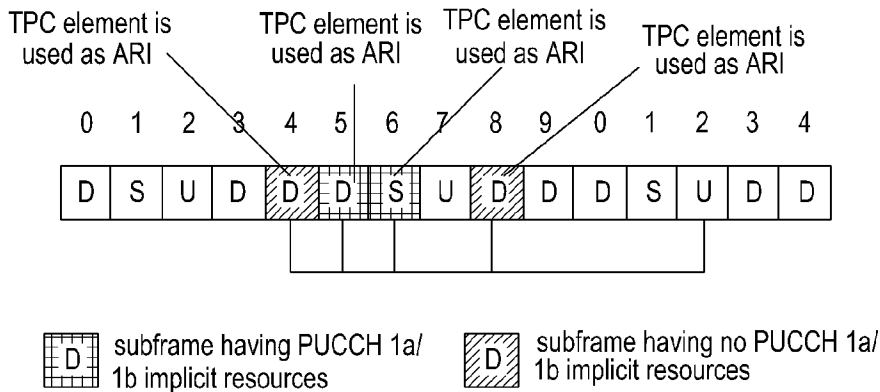 TPC element is
used as ARI
TPC element is
used as ARI
TPC element is
used as ARI
TPC element is
used as ARI
0 1 2 3 4 5 6 7 8 9 0 1 2 3 4
D S U D D D S U D D D S U D D
D subframe having PUCCH 1a/
1b implicit resources
D subframe having no PUCCH 1a/
1b implicit resources